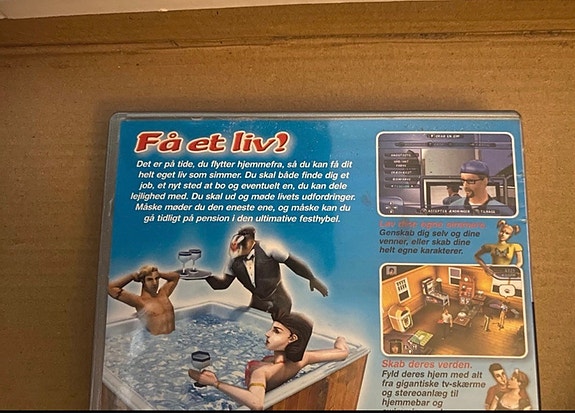 Få et liv!
Det er på tide, du flytter hjemmefra, så du kan få dit
helt eget liv som simmer. Du skal både finde dig et
job, et nyt sted at bo og eventuelt en, du kan dele
lejlighed med. Du skal ud og møde livets udfordringer.
Måske møder du den eneste ene, og måske kan du
gå tidligt på pension i den ultimative festhybel.
Lav dine egne simmere.
Genskab dig selv og dine
venner, eller skab dine
helt egne karakterer.
Skab deres verden.
Fyld deres hjem med alt
fra gigantiske tv-skærme
og stereoanlæg til
hjemmebar og